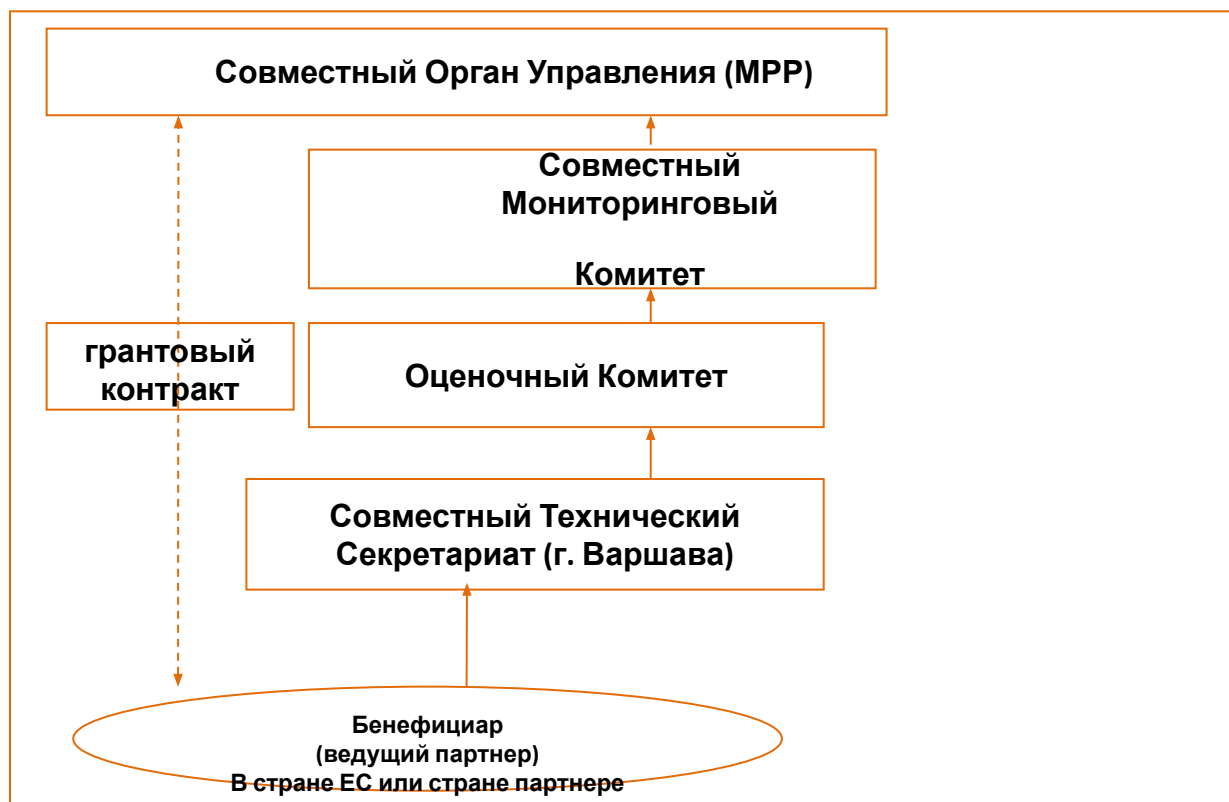 Совместный Орган Управления (МРР)
Совместный
Мониторинговый
Комитет
грантовый
контракт
Оценочный Комитет
Совместный Технический
Секретариат (г. Варшава)
Бенефициар
(ведущий партнер)
В стране ЕС или стране партнере